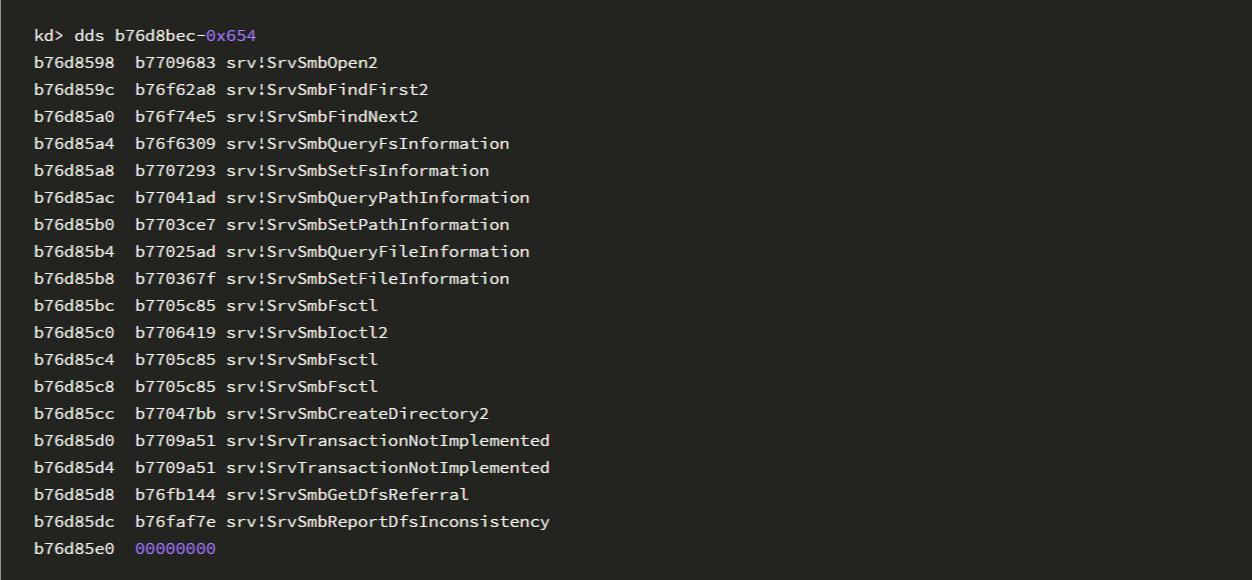 kd> dds b76d8bec-0x654
b76d8598  b7709683 srv!SrvSmbOpen2
b76d859c  b76f62a8 srv!SrvSmbFindFirst2
b76d85a0  b76f74e5 srv!SrvSmbFindNext2
b76d85a4  b76f6309 srv!SrvSmbQueryFsInformation
b76d85a8  b7707293 srv!SrvSmbSetFsInformation
b76d85ac  b77041ad srv!SrvSmbQueryPathInformation
b76d85b0  b7703ce7 srv!SrvSmbSetPathInformation
b76d85b4  b77025ad srv!SrvSmbQueryFileInformation
b76d85b8  b770367f srv!SrvSmbSetFileInformation
b76d85bc  b7705c85 srv!SrvSmbFsctl
b76d85c0  b7706419 srv!SrvSmbIoctl2
b76d85c4  b7705c85 srv!SrvSmbFsctl
b76d85c8  b7705c85 srv!SrvSmbFsctl
b76d85cc  b77047bb srv!SrvSmbCreateDirectory2
b76d85d0  b7709a51 srv!SrvTransactionNotImplemented
b76d85d4  b7709a51 srv!SrvTransactionNotImplemented
b76d85d8  b76fb144 srv!SrvSmbGetDfsReferral
b76d85dc  b76faf7e srv!SrvSmbReportDfsInconsistency
b76d85e0  00000000